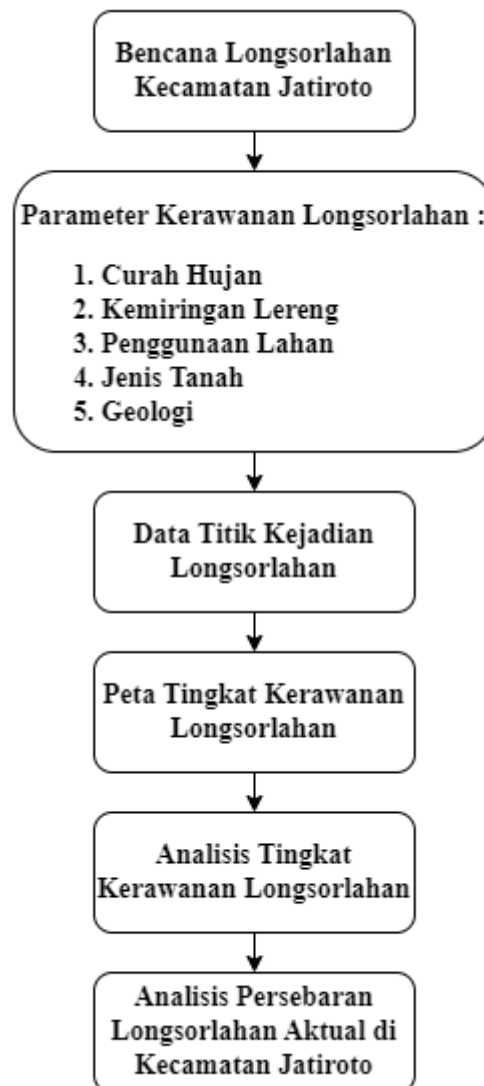 Bencana Longsorlahan
Kecamatan Jatiroto
Parameter Kerawanan Longsorlahan :
1. Curah Hujan
2. Kemiringan Lereng
3. Penggunaan Lahan
4. Jenis Tanah
5. Geologi
Data Titik Kejadian
Longsorlahan
Peta Tingkat Kerawanan
Longsorlahan
Analisis Tingkat
Kerawanan Longsorlahan
Analisis Persebaran
Longsorlahan Aktual di
Kecamatan Jatiroto